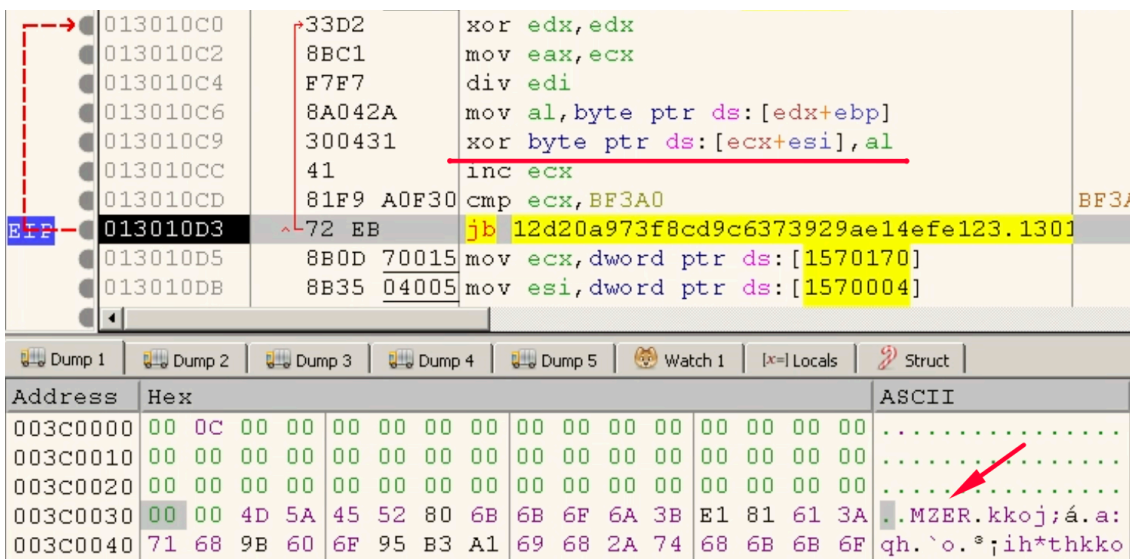 013010C0 33D2 xor edx,edx
013010C2 8BC1 mov eax,ecx
013010C4 F7F7 div edi
013010C6 8A042A mov al,byte ptr ds:[edx+ebp]
013010C9 300431 xor byte ptr ds:[ecx+esi],al
013010CC 41 inc ecx
013010CD 81F9 A0F30 cmp ecx,BF3A0 BF3A
EIP 013010D3 72 EB jb 12d20a973f8cd9c6373929ae14efe123.1301
013010D5 8B0D 70015 mov ecx,dword ptr ds:[1570170]
013010DB 8B35 04005 mov esi,dword ptr ds:[1570004]
Dump 1 Dump 2 Dump 3 Dump 4 Dump 5 Watch 1 [x=] Locals Struct
Address Hex ASCII
003C0000 00 0C 00 00 00 00 00 00 00 00 00 00 00 00 00 00 ................
003C0010 00 00 00 00 00 00 00 00 00 00 00 00 00 00 00 00 ................
003C0020 00 00 00 00 00 00 00 00 00 00 00 00 00 00 00 00 ................
003C0030 00 00 4D 5A 45 52 80 6B 6B 6F 6A 3B E1 81 61 3A ..MZER.kkoj;á.a:
003C0040 71 68 9B 60 6F 95 B3 A1 69 68 2A 74 68 6B 6B 6F qh.`o.³¡ih*thkko